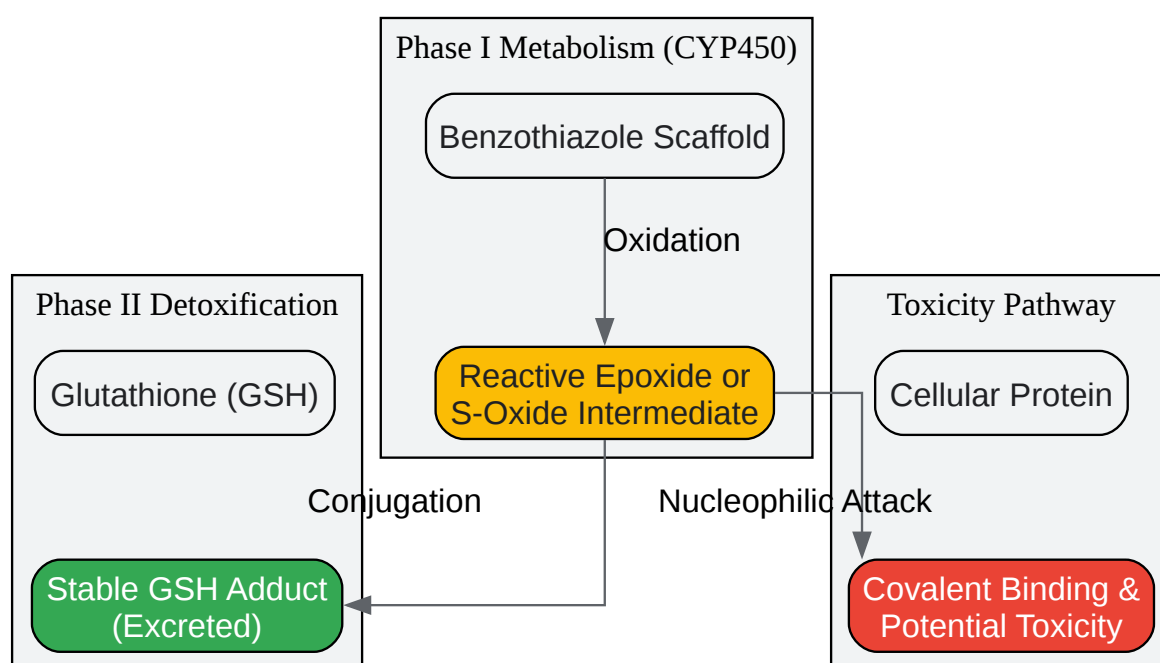 Phase I Metabolism (CYP450)
Benzothiazole Scaffold
Oxidation
Phase II Detoxification
Toxicity Pathway
Glutathione (GSH)
Reactive Epoxide or
S-Oxide Intermediate
Cellular Protein
Conjugation
Nucleophilic Attack
Stable GSH Adduct
(Excreted)
Covalent Binding &
Potential Toxicity